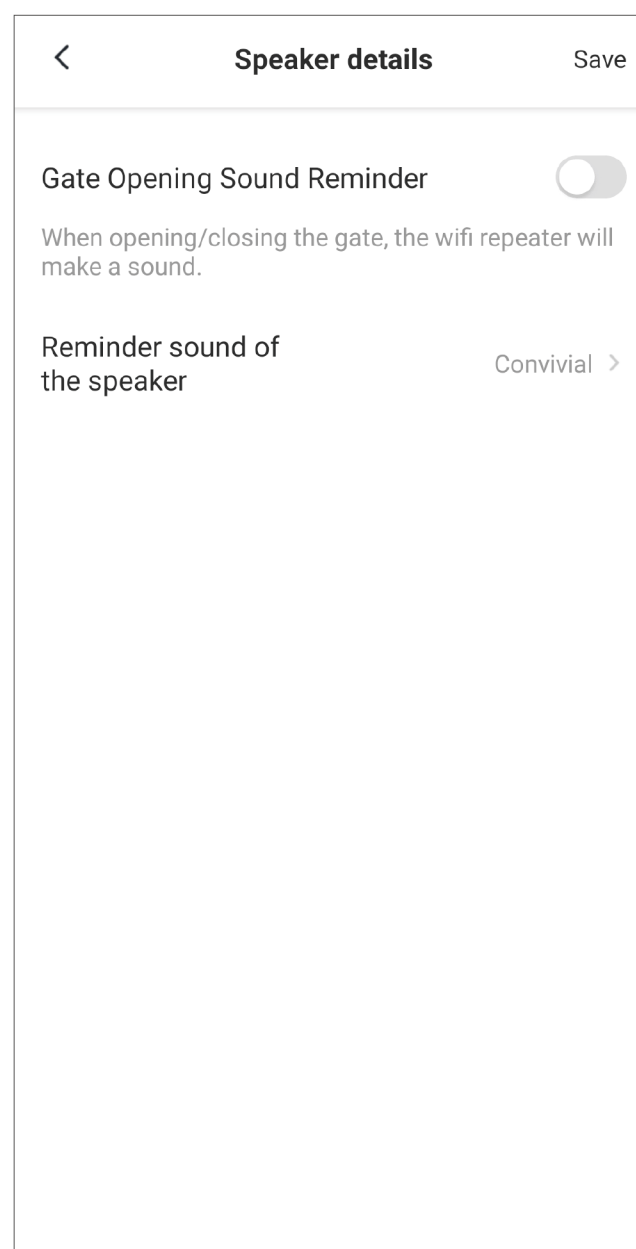 Speaker details
Save
Gate Opening Sound Reminder
When opening/closing the gate, the wifi repeater will
make a sound.
Reminder sound of
the speaker
Convivial